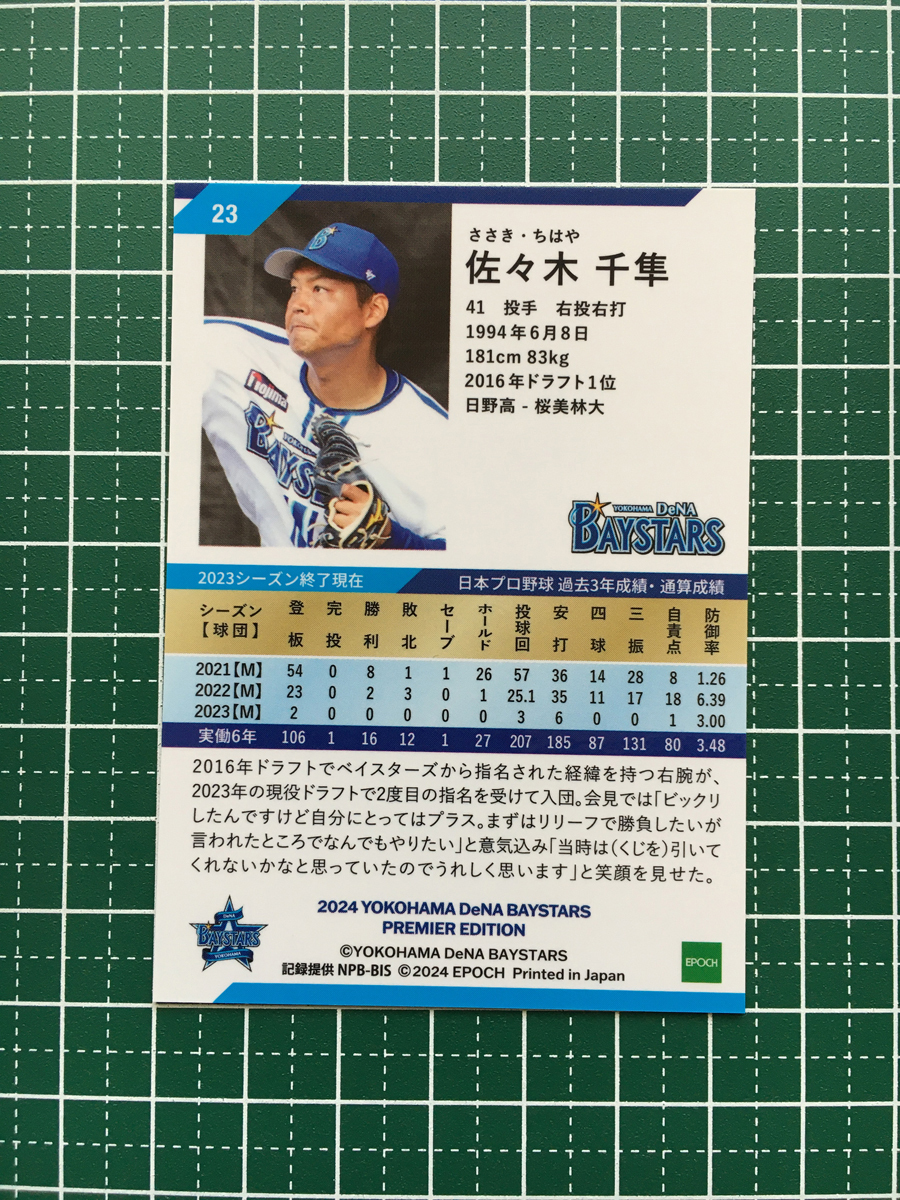 23
ささき・ちはや
佐々木 千隼
41 投手 右投右打
1994年6月8日
181cm 83kg
2016年ドラフト1位
日野高 - 桜美林大
nojima
YOKOHAMA
BAYSTARS
YOKOHAMA DeNA
BAYSTARS
2023シーズン終了現在 日本プロ野球 過去3年成績・通算成績
シーズン【球団】 登板 完投 勝利 敗北 セーブ ホールド 投球回 安打 四球 三振 自責点 防御率
2021【M】 54 0 8 1 1 26 57 36 14 28 8 1.26
2022【M】 23 0 2 3 0 1 25.1 35 11 17 18 6.39
2023【M】 2 0 0 0 0 0 3 6 0 0 1 3.00
実働6年 106 1 16 12 1 27 207 185 87 131 80 3.48
2016年ドラフトでベイスターズから指名された経緯を持つ右腕が、
2023年の現役ドラフトで2度目の指名を受けて入団。会見では「ビックリ
したんですけど自分にとってはプラス。まずはリリーフで勝負したいが
言われたところでなんでもやりたい」と意気込み「当時は(くじを)引いて
くれないかなと思っていたのでうれしく思います」と笑顔を見せた。
DeNA
BAYSTARS
YOKOHAMA
2024 YOKOHAMA DeNA BAYSTARS
PREMIER EDITION
©YOKOHAMA DeNA BAYSTARS
記録提供 NPB-BIS ©2024 EPOCH Printed in Japan
EPOCH